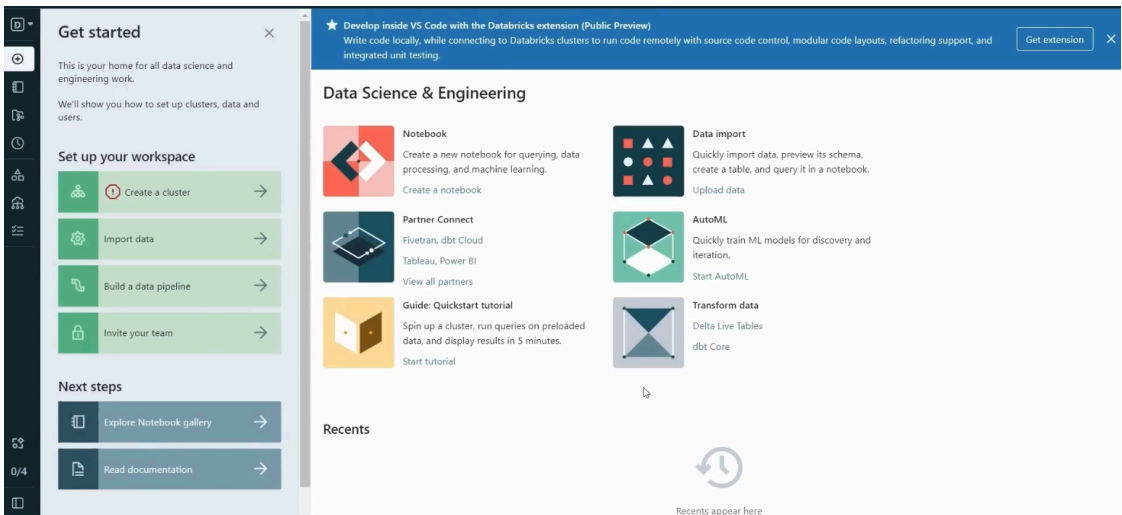 D
Get started
This is your home for all data science and
engineering work.
We'll show you how to set up clusters, data and
users.
Set up your workspace
Create a cluster
Import data
Build a data pipeline
Invite your team
Next steps
Explore Notebook gallery
Read documentation
0/4
Develop inside VS Code with the Databricks extension (Public Preview)
Write code locally, while connecting to Databricks clusters to run code remotely with source code control, modular code layouts, refactoring support, and
integrated unit testing.
Get extension
Data Science & Engineering
Notebook
Create a new notebook for querying, data
processing, and machine learning.
Create a notebook
Data import
Quickly import data, preview its schema,
create a table, and query it in a notebook.
Upload data
Partner Connect
Fivetran, dbt Cloud
Tableau, Power BI
View all partners
AutoML
Quickly train ML models for discovery and
iteration.
Start AutoML
Guide: Quickstart tutorial
Spin up a cluster, run queries on preloaded
data, and display results in 5 minutes.
Start tutorial
Transform data
Delta Live Tables
dbt Core
Recents
Recents appear here